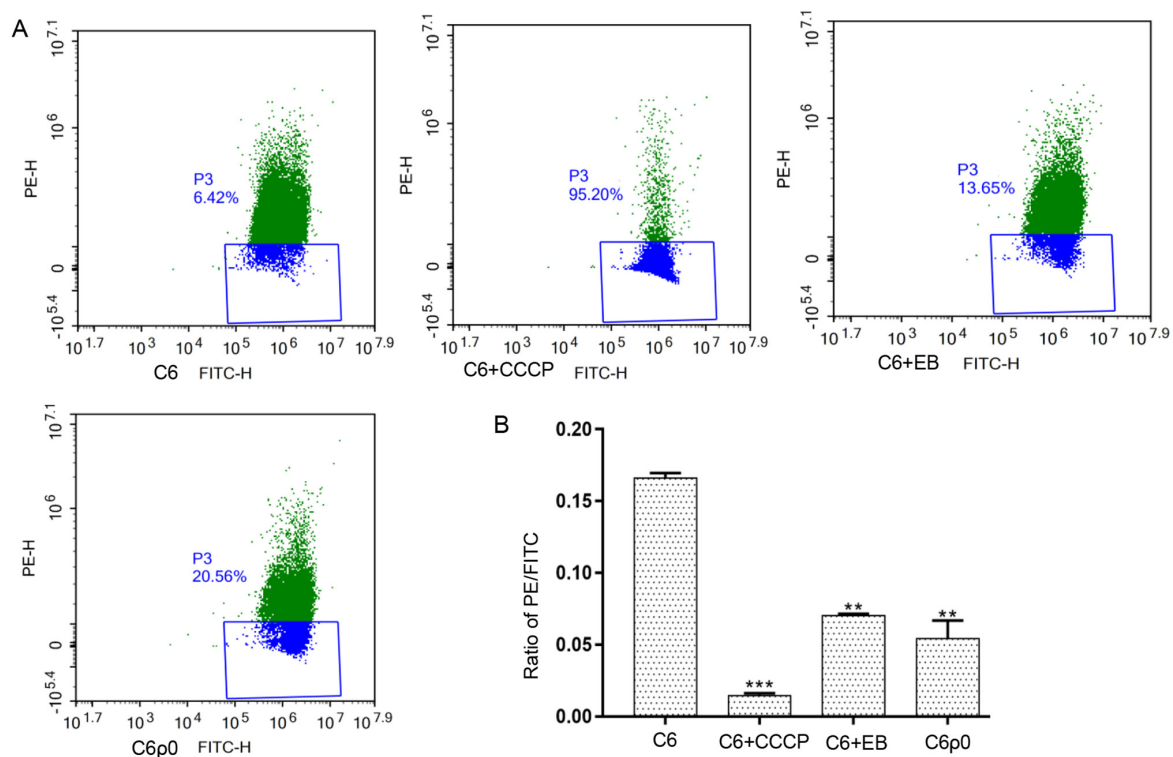 A
PE-H
10^7.1
10^6
0
-10^5.4
P3
6.42%
10^1.7 10^3 10^4 10^5 10^6 10^7 10^7.9
C6 FITC-H
PE-H
10^7.1
10^6
0
-10^5.4
P3
95.20%
10^1.7 10^3 10^4 10^5 10^6 10^7 10^7.9
C6+CCCP FITC-H
PE-H
10^7.1
10^6
0
-10^5.4
P3
13.65%
10^1.7 10^3 10^4 10^5 10^6 10^7 10^7.9
C6+EB FITC-H
PE-H
10^7.1
10^6
0
-10^5.4
P3
20.56%
10^1.7 10^3 10^4 10^5 10^6 10^7 10^7.9
C6ρ0 FITC-H
B
Ratio of PE/FITC
0.20
0.15
0.10
0.05
0.00
***
**
**
C6 C6+CCCP C6+EB C6ρ0